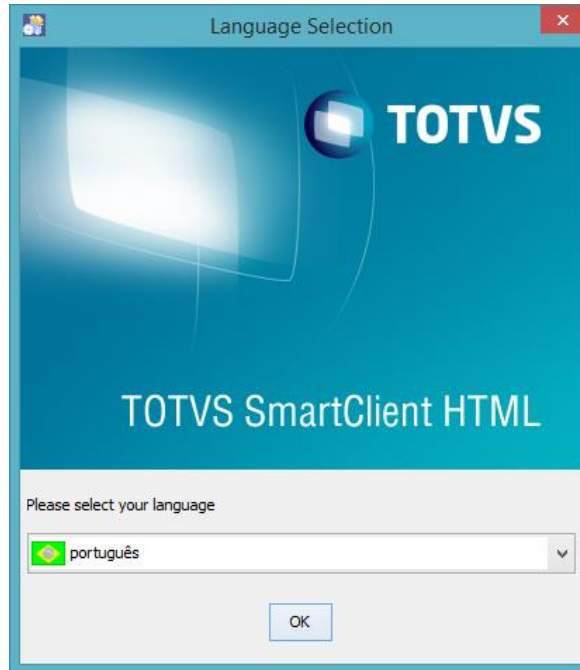 Language Selection
TOTVS
TOTVS SmartClient HTML
Please select your language
português
OK